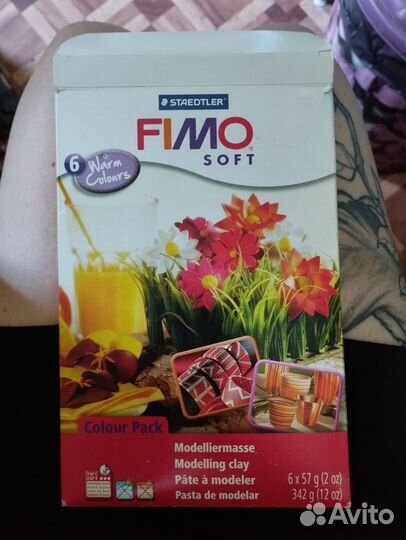 STAEDTLER
FIMO®
SOFT
6 Warm Colours
Colour Pack
Modelliermasse
Modelling clay
Pâte à modeler
Pasta de modelar
6 x 57 g (2 oz)
342 g (12 oz)
Avito